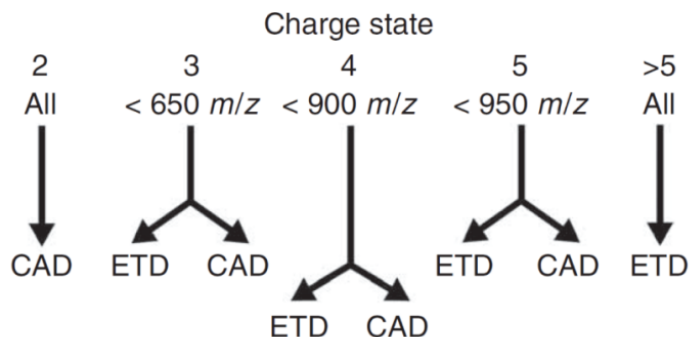 Charge state
2 3 4 5 >5
All < 650 m/z < 900 m/z < 950 m/z All
CAD ETD CAD ETD CAD ETD
ETD CAD